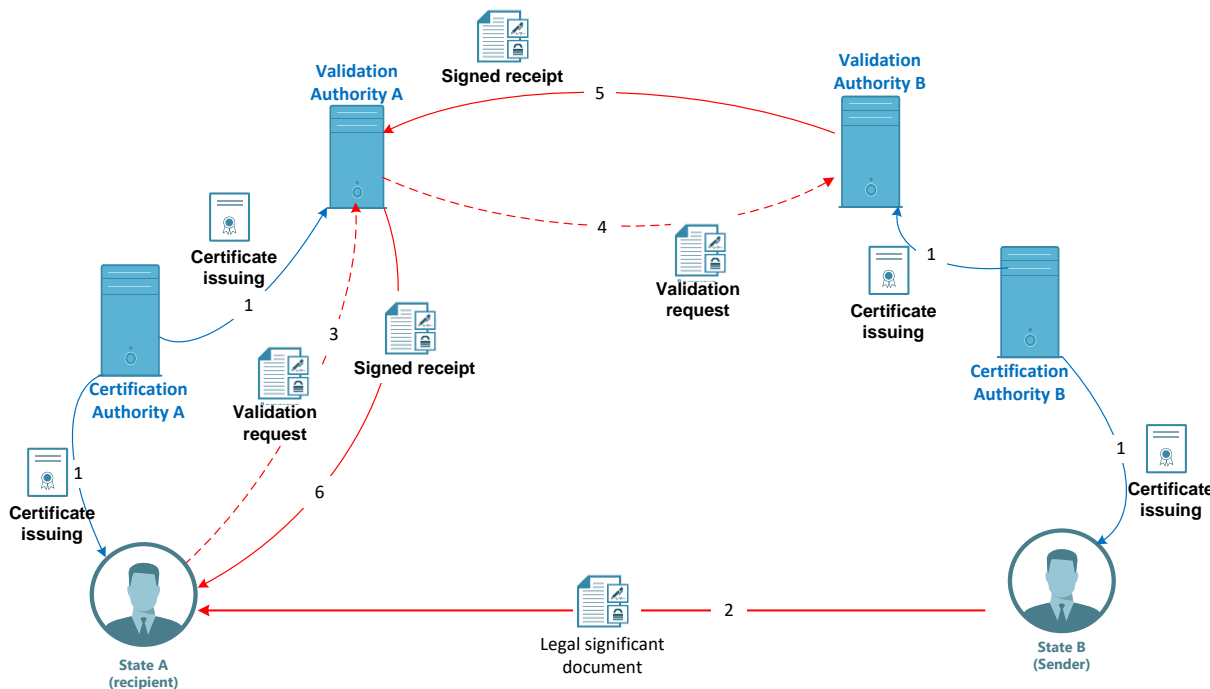 Signed receipt
Validation
Authority A
Validation
Authority B
5
4
Certificate
issuing
1
Validation
request
1
Certificate
issuing
3
Signed receipt
Certification
Authority A
Validation
request
Certification
Authority B
1
Certificate
issuing
6
1
Certificate
issuing
2
Legal significant
document
State A
(recipient)
State B
(Sender)